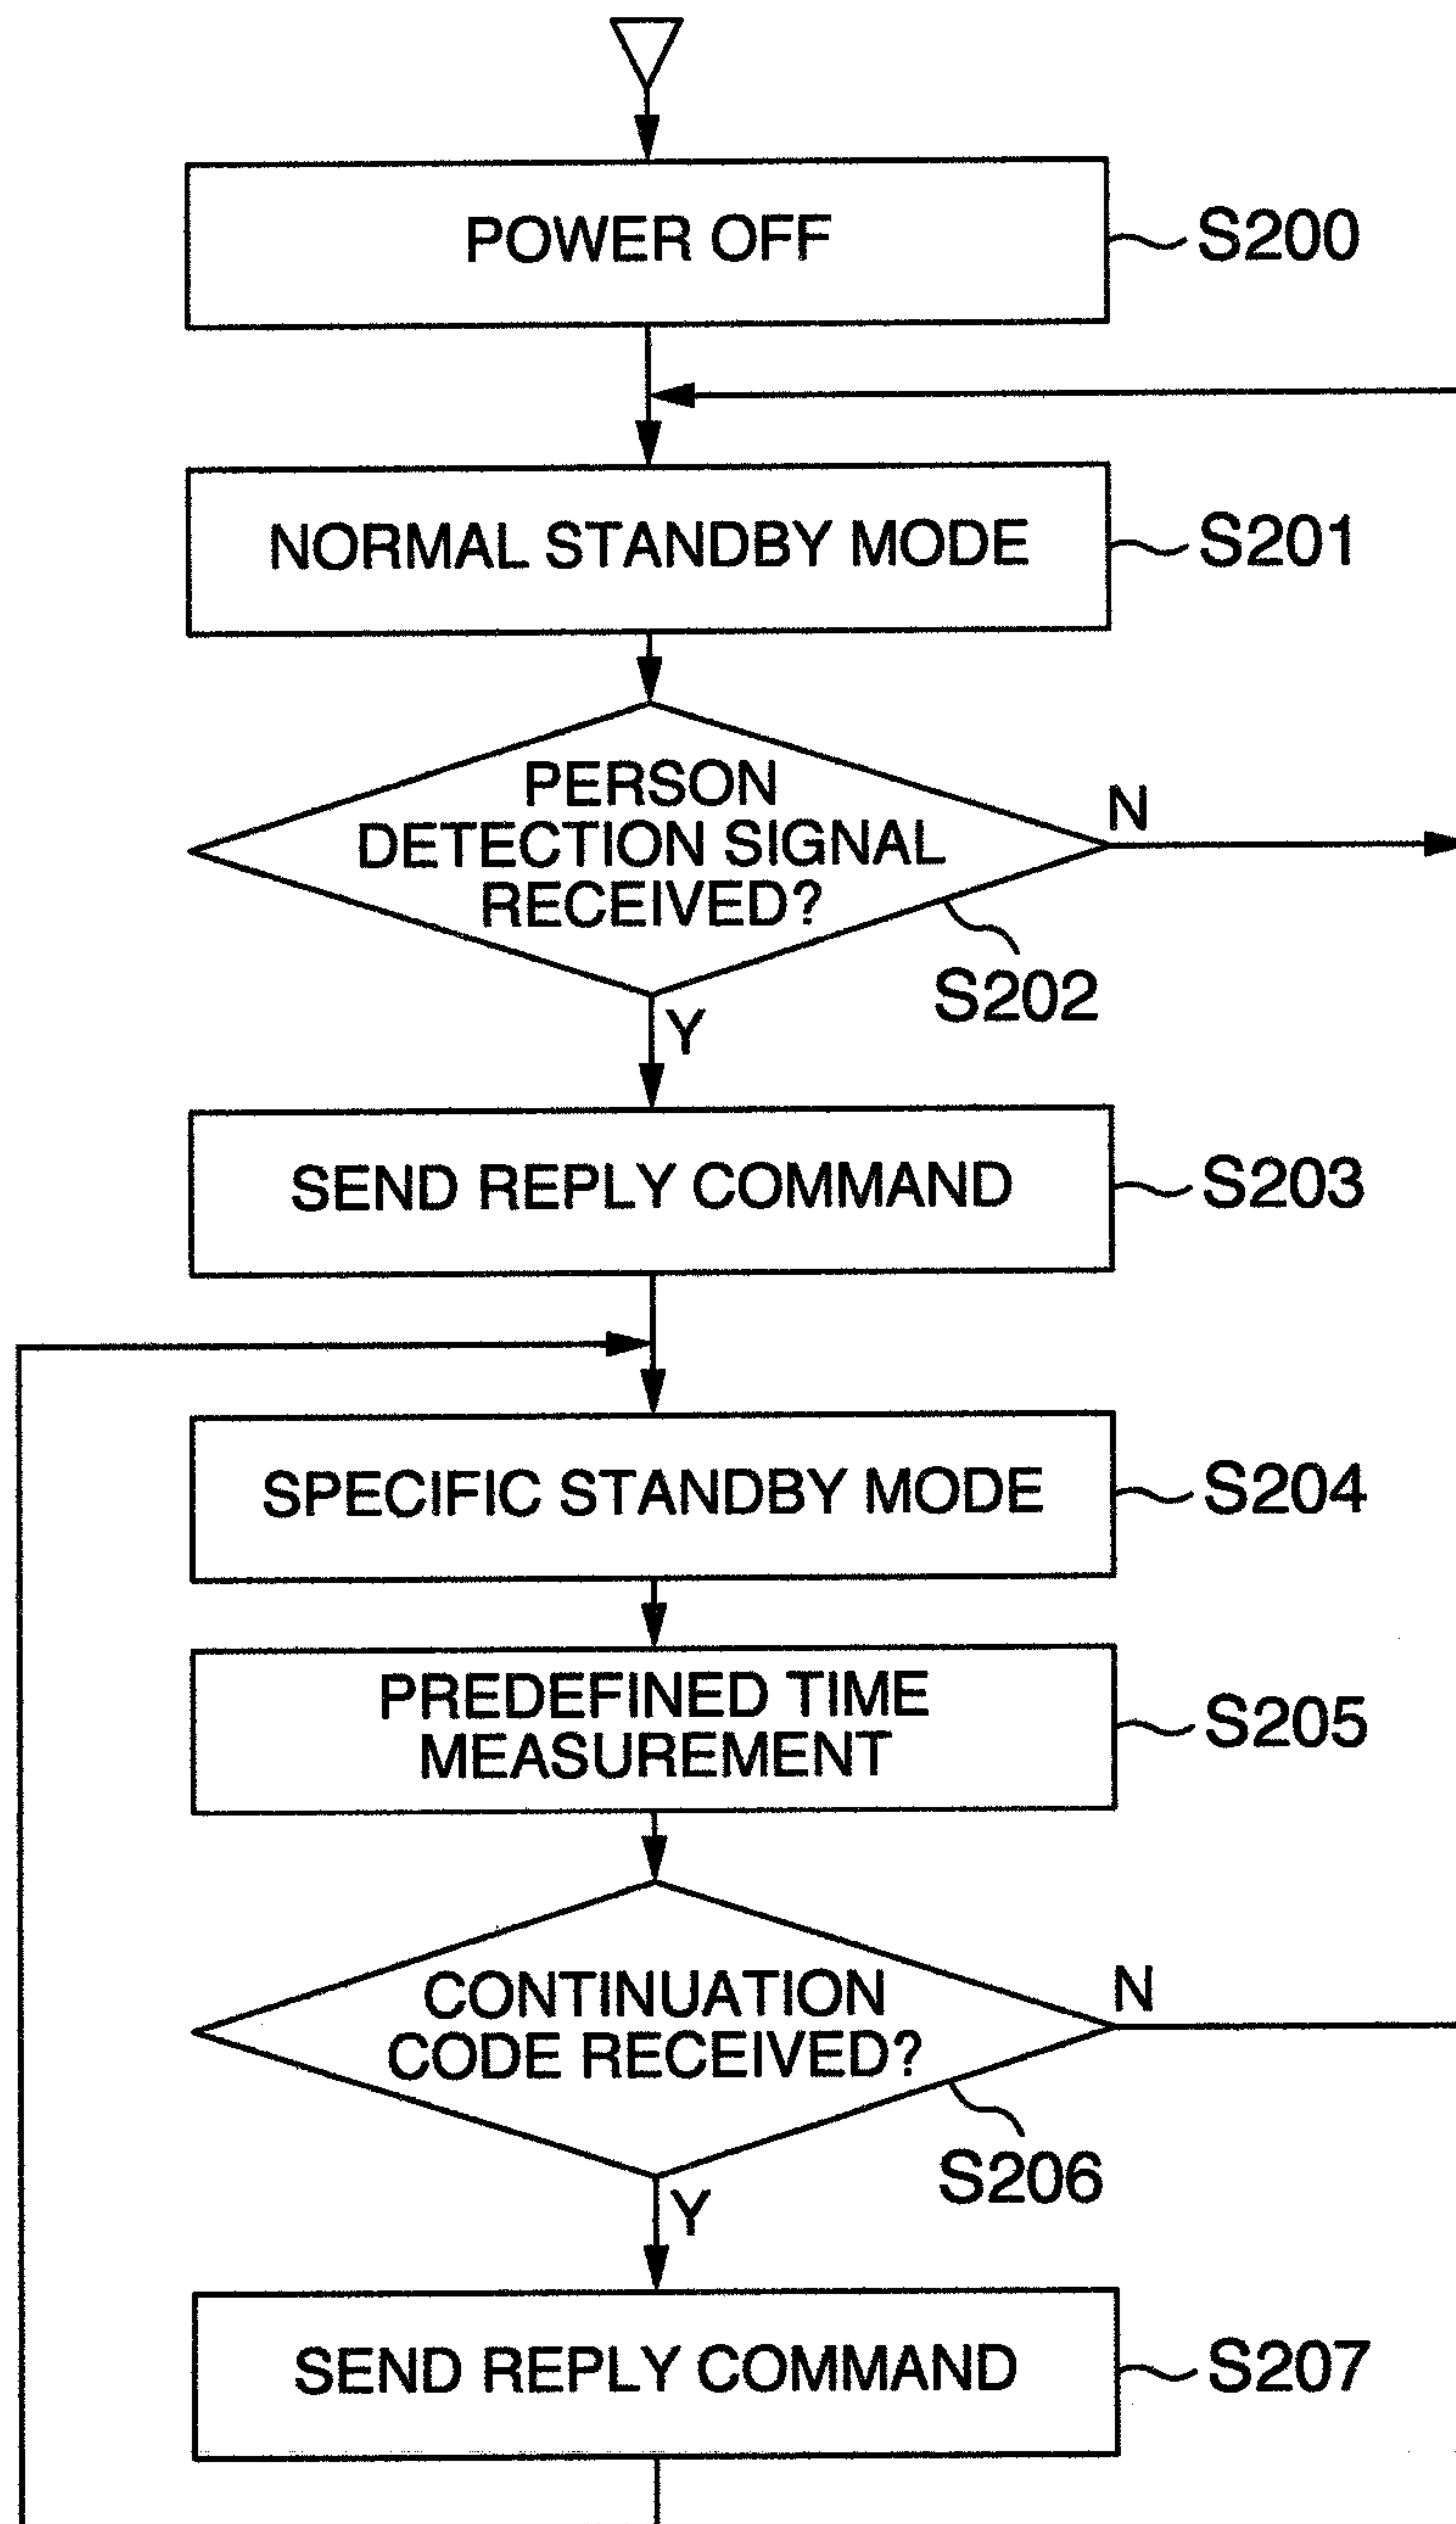 POWER OFF
S200
NORMAL STANDBY MODE
S201
PERSON
DETECTION SIGNAL
RECEIVED?
N
S202
Y
SEND REPLY COMMAND
S203
SPECIFIC STANDBY MODE
S204
PREDEFINED TIME
MEASUREMENT
S205
CONTINUATION
CODE RECEIVED?
N
S206
Y
SEND REPLY COMMAND
S207